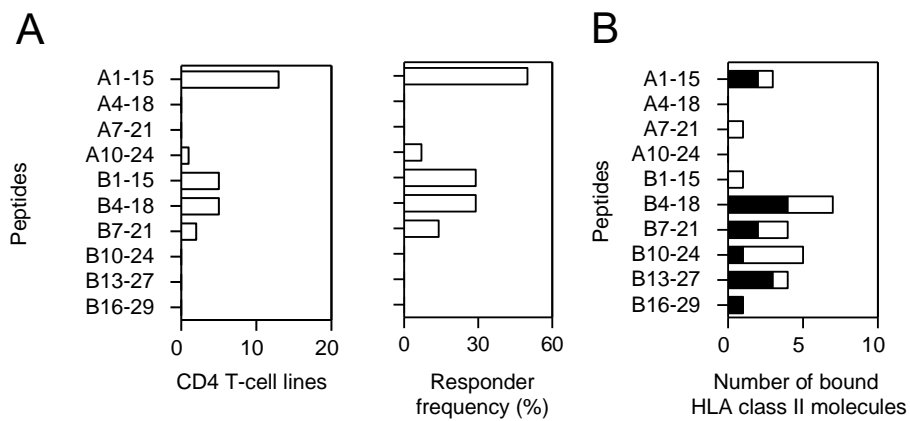 A
B
Peptides
A1-15
A4-18
A7-21
A10-24
B1-15
B4-18
B7-21
B10-24
B13-27
B16-29
0 10 20
CD4 T-cell lines
0 30 60
Responder
frequency (%)
Peptides
A1-15
A4-18
A7-21
A10-24
B1-15
B4-18
B7-21
B10-24
B13-27
B16-29
0 5 10
Number of bound
HLA class II molecules